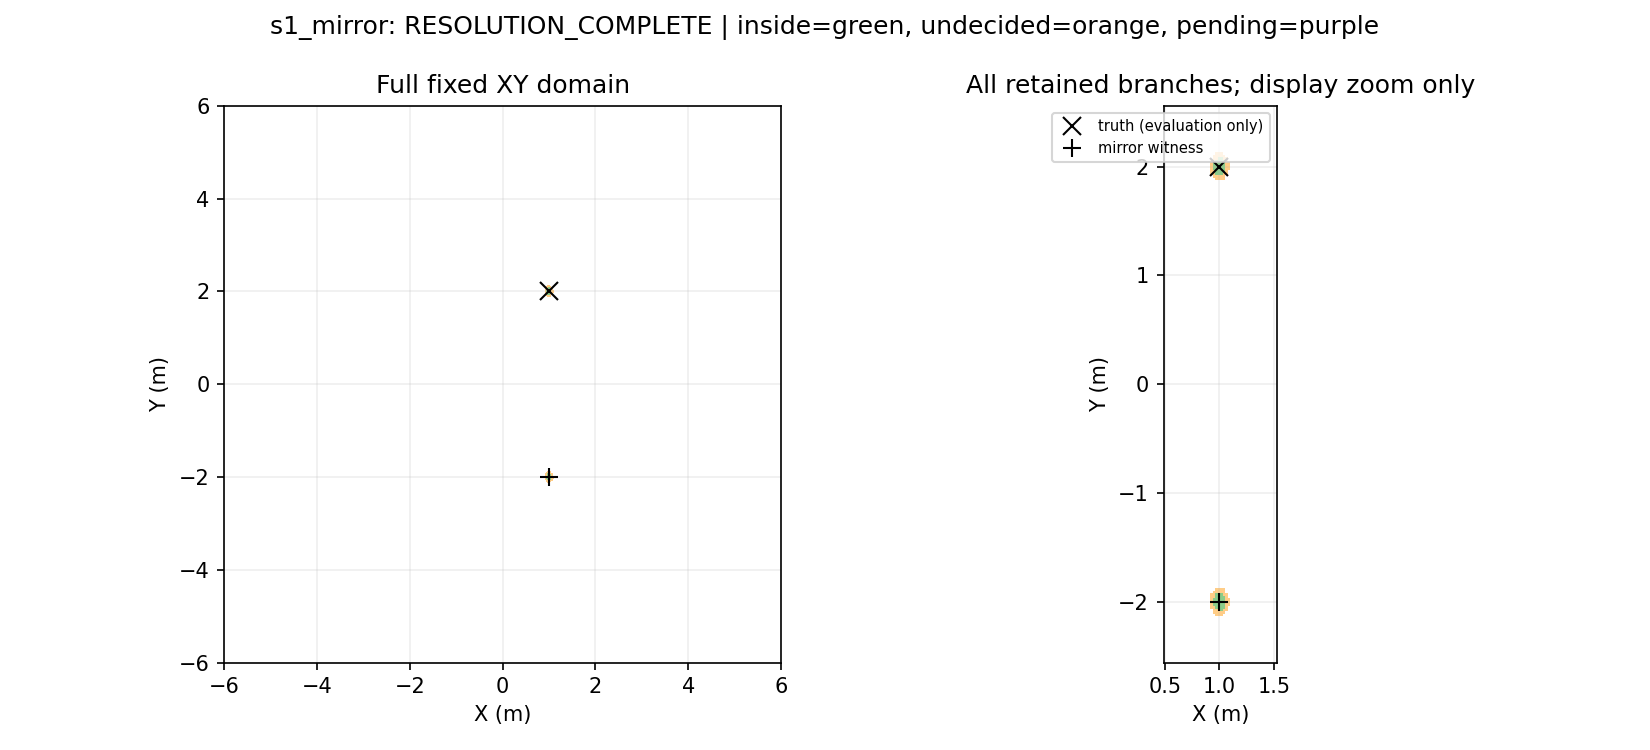 s1_mirror: RESOLUTION_COMPLETE | inside=green, undecided=orange, pending=purple
Full fixed XY domain
6
4
2
0
−2
−4
−6
Y (m)
−6 −4 −2 0 2 4 6
X (m)
All retained branches; display zoom only
truth (evaluation only)
mirror witness
2
1
0
−1
−2
Y (m)
0.5 1.0 1.5
X (m)